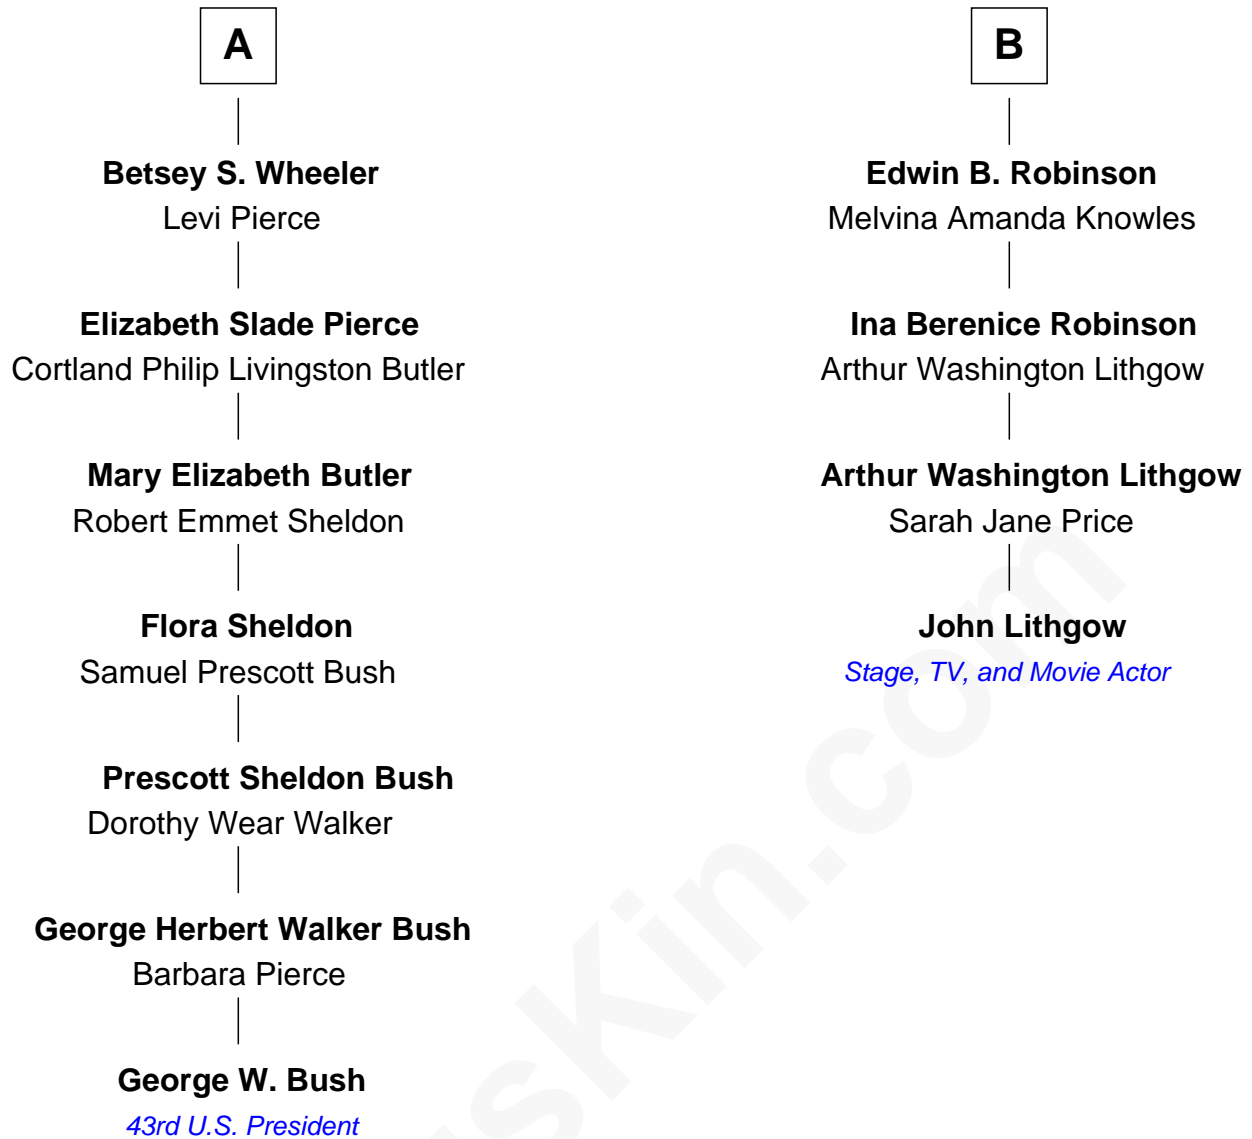 A
Betsey S. Wheeler
Levi Pierce
Elizabeth Slade Pierce
Cortland Philip Livingston Butler
Mary Elizabeth Butler
Robert Emmet Sheldon
Flora Sheldon
Samuel Prescott Bush
Prescott Sheldon Bush
Dorothy Wear Walker
George Herbert Walker Bush
Barbara Pierce
George W. Bush
43rd U.S. President
B
Edwin B. Robinson
Melvina Amanda Knowles
Ina Berenice Robinson
Arthur Washington Lithgow
Arthur Washington Lithgow
Sarah Jane Price
John Lithgow
Stage, TV, and Movie Actor